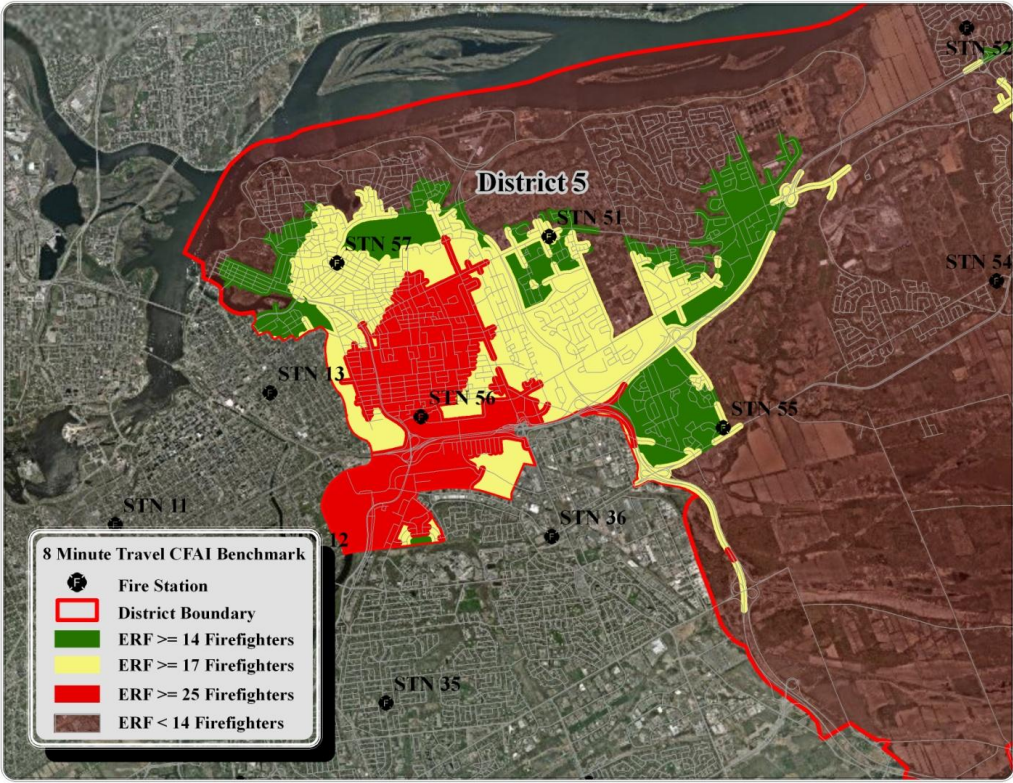 STN 52
District 5
STN 51
STN 57
STN 54
STN 13
STN 56
STN 55
STN 11
STN 36
12
8 Minute Travel CFAI Benchmark
F Fire Station
District Boundary
ERF >= 14 Firefighters
ERF >= 17 Firefighters
ERF >= 25 Firefighters
ERF < 14 Firefighters
STN 35